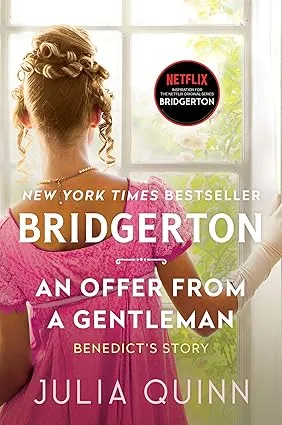 NETFLIX
INSPIRATION FOR
THE NETFLIX ORIGINAL SERIES
BRIDGERTON
NEW YORK TIMES BESTSELLER
BRIDGERTON
AN OFFER FROM
A GENTLEMAN
BENEDICT'S STORY
JULIA QUINN